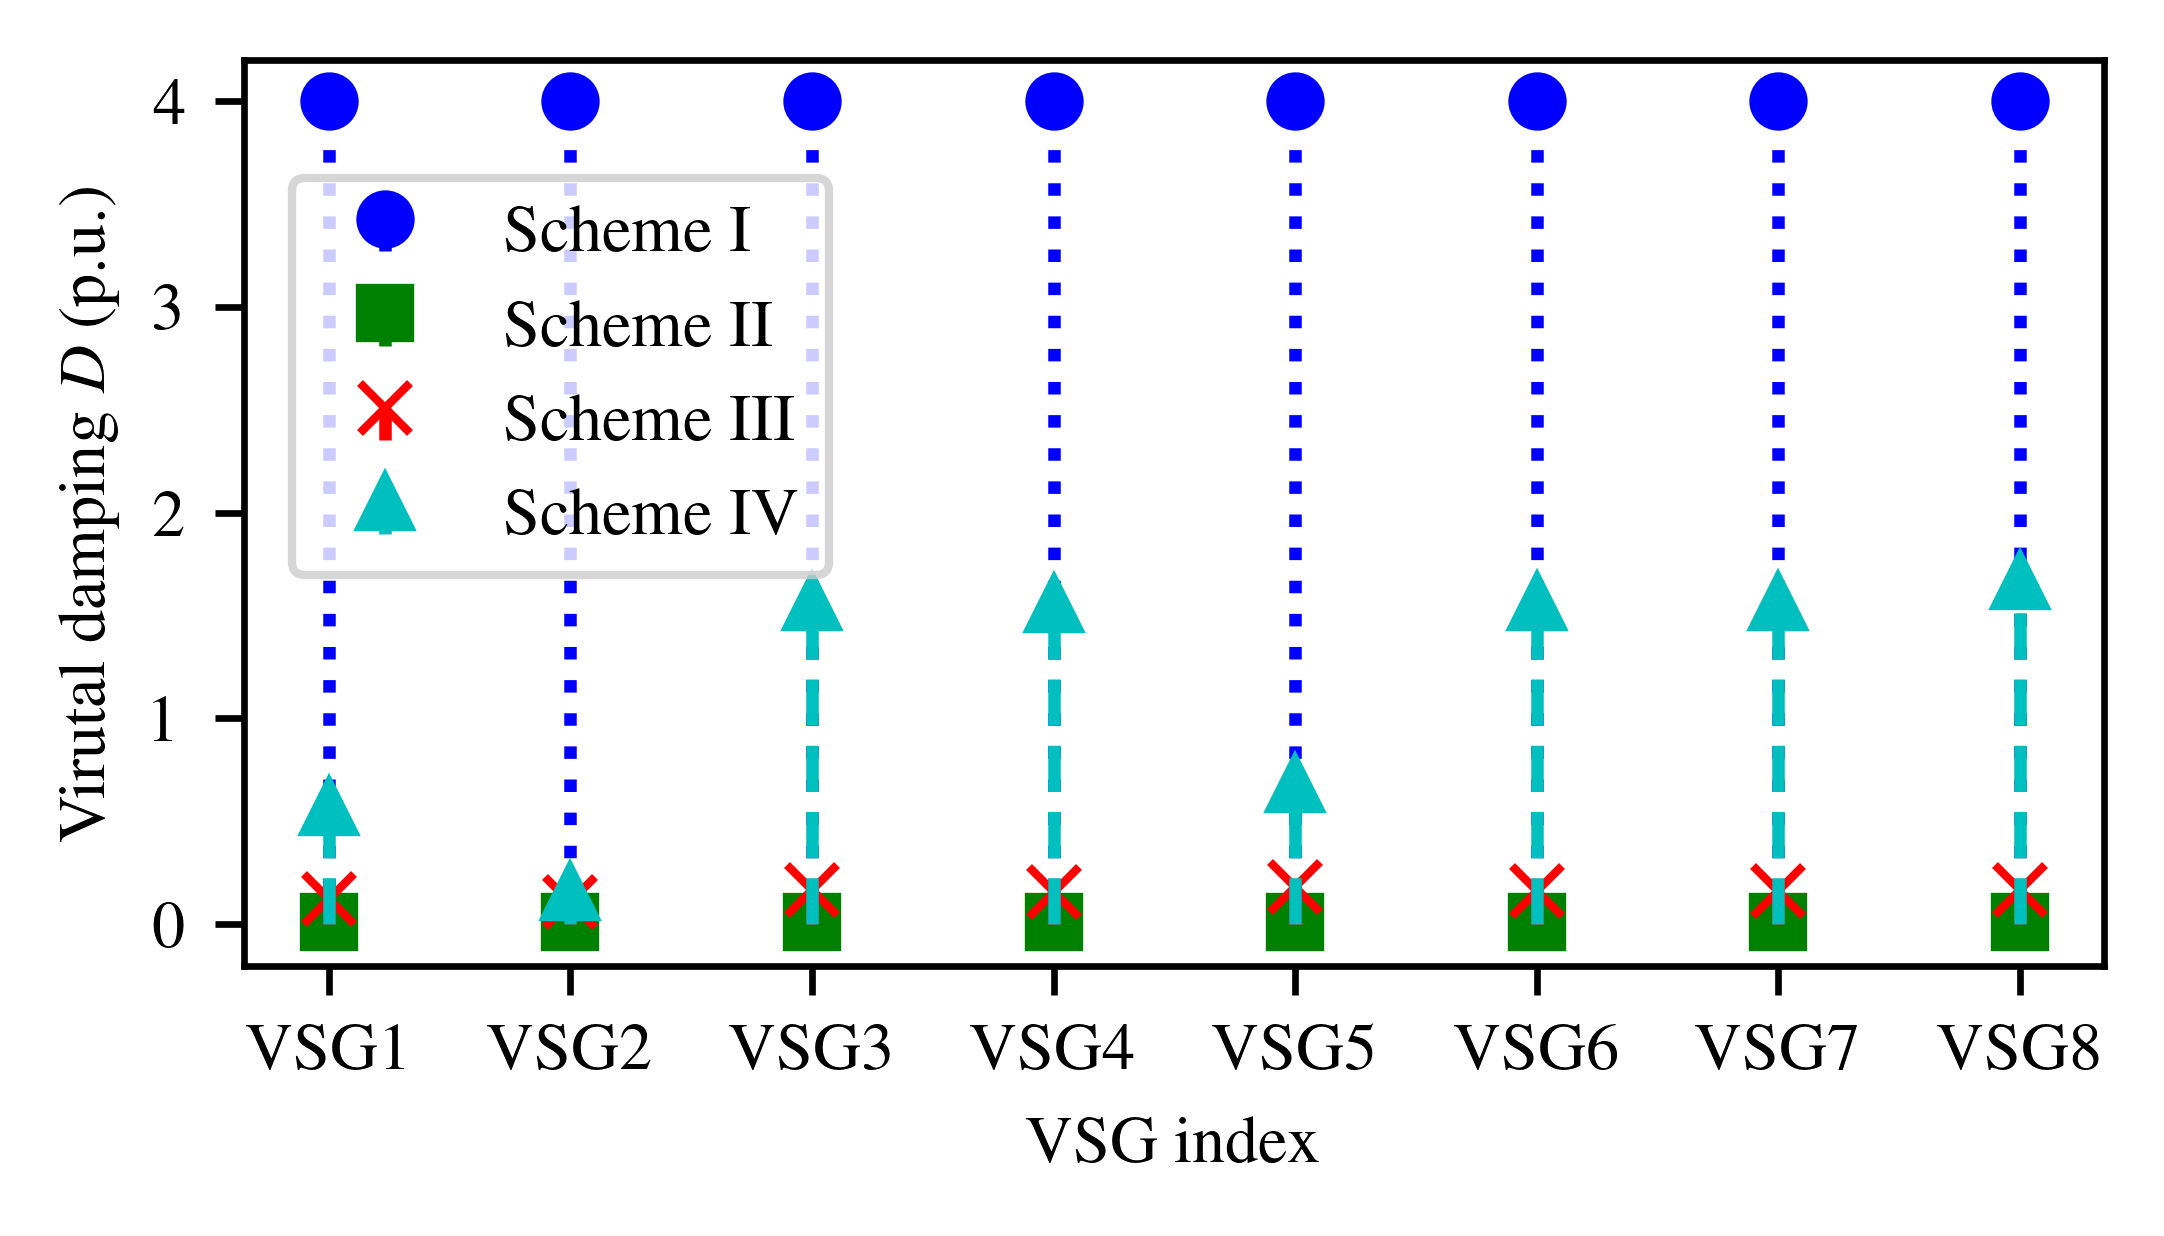 Virutal damping D (p.u.)
4
3
2
1
0
Scheme I
Scheme II
Scheme III
Scheme IV
VSG1 VSG2 VSG3 VSG4 VSG5 VSG6 VSG7 VSG8
VSG index